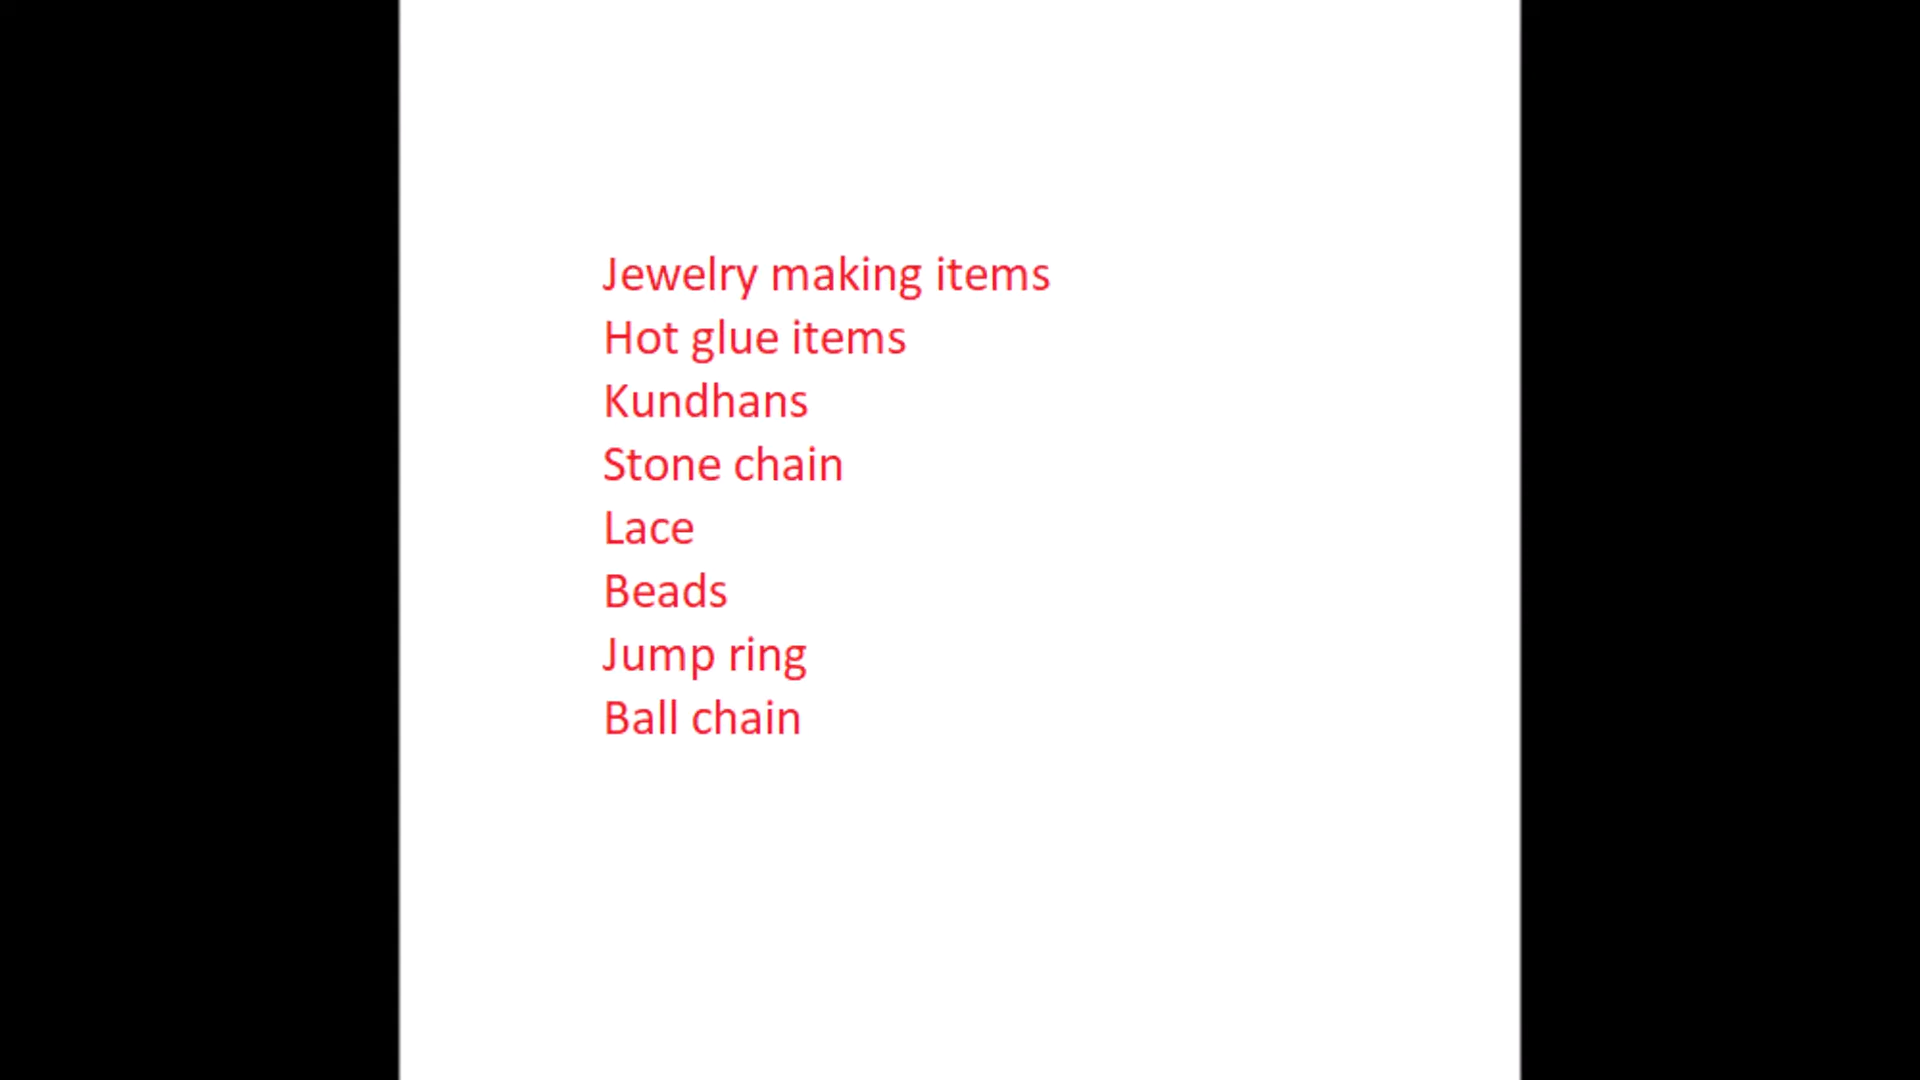 Jewelry making items
Hot glue items
Kundhans
Stone chain
Lace
Beads
Jump ring
Ball chain